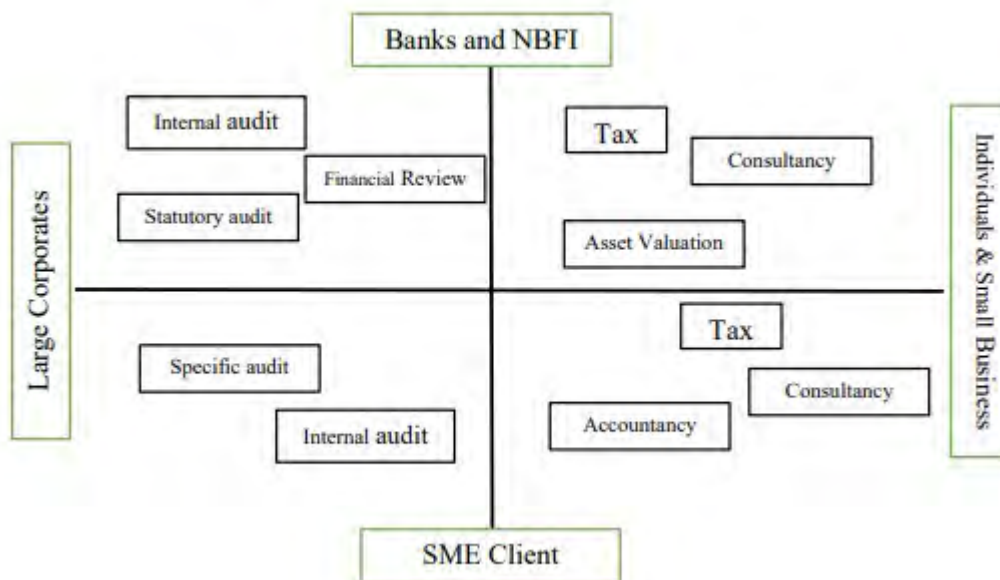 Banks and NBFI
Internal audit
Tax
Consultancy
Financial Review
Statutory audit
Asset Valuation
Large Corporates
Individuals & Small Business
Tax
Specific audit
Consultancy
Accountancy
Internal audit
SME Client